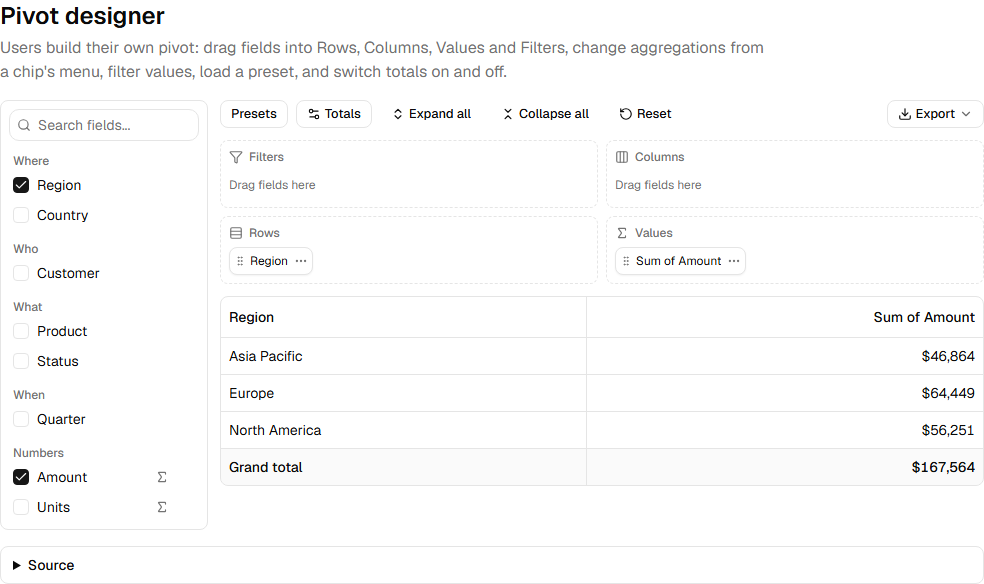 Pivot designer
Users build their own pivot: drag fields into Rows, Columns, Values and Filters, change aggregations from
a chip's menu, filter values, load a preset, and switch totals on and off.
Search fields...
Where
Region
Country
Who
Customer
What
Product
Status
When
Quarter
Numbers
Amount Σ
Units Σ
Presets Totals Expand all Collapse all Reset Export
Filters
Drag fields here
Columns
Drag fields here
Rows
Region ···
Σ Values
Sum of Amount ···
Region Sum of Amount
Asia Pacific $46,864
Europe $64,449
North America $56,251
Grand total $167,564
Source